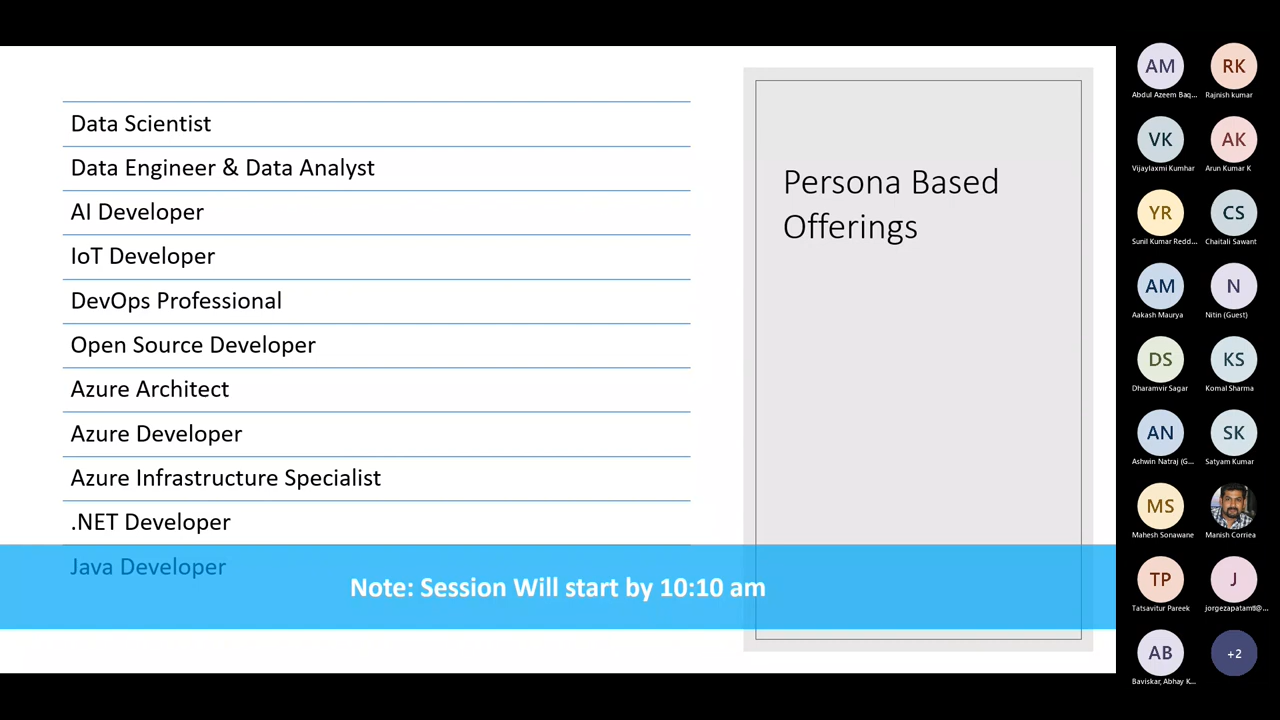 Data Scientist
Data Engineer & Data Analyst
AI Developer
IoT Developer
DevOps Professional
Open Source Developer
Azure Architect
Azure Developer
Azure Infrastructure Specialist
.NET Developer
Java Developer
Note: Session Will start by 10:10 am
Persona Based
Offerings
AM RK
Abdul Azeem Baq... Rajnish kumar
VK AK
Vijaylaxmi Kumhar Arun Kumar K
YR CS
Sunil Kumar Redd... Chaitali Sawant
AM N
Aakash Maurya Nitin (Guest)
DS KS
Dharamvir Sagar Komal Sharma
AN SK
Ashwin Natraj (G... Satyam Kumar
MS
Mahesh Sonawane Manish Corriea
TP J
Tatsavitur Pareek jorgezapatamtl@...
AB +2
Baviskar, Abhay K...